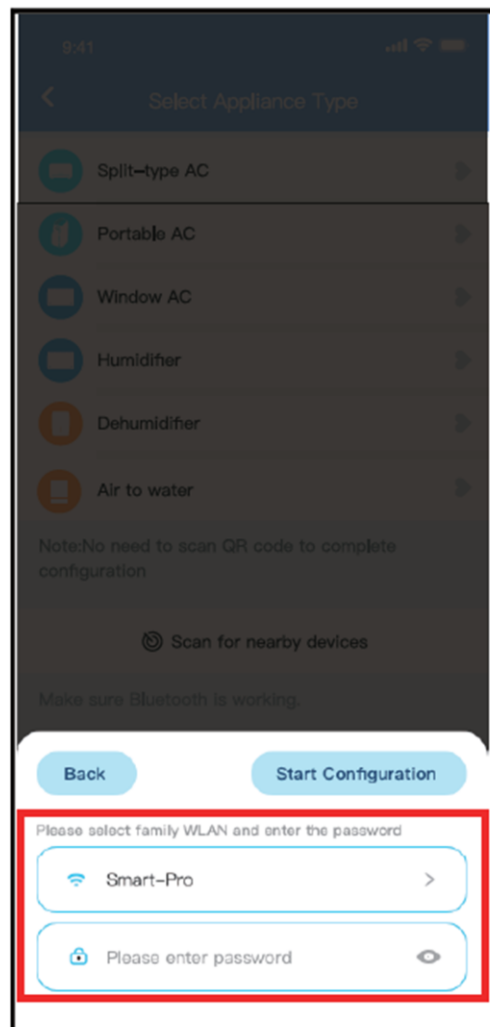 9:41
Select Appliance Type
Split-type AC
Portable AC
Window AC
Humidifier
Dehumidifier
Air to water
Note:No need to scan QR code to complete
configuration
Scan for nearby devices
Make sure Bluetooth is working.
Back
Start Configuration
Please select family WLAN and enter the password
Smart-Pro
Please enter password